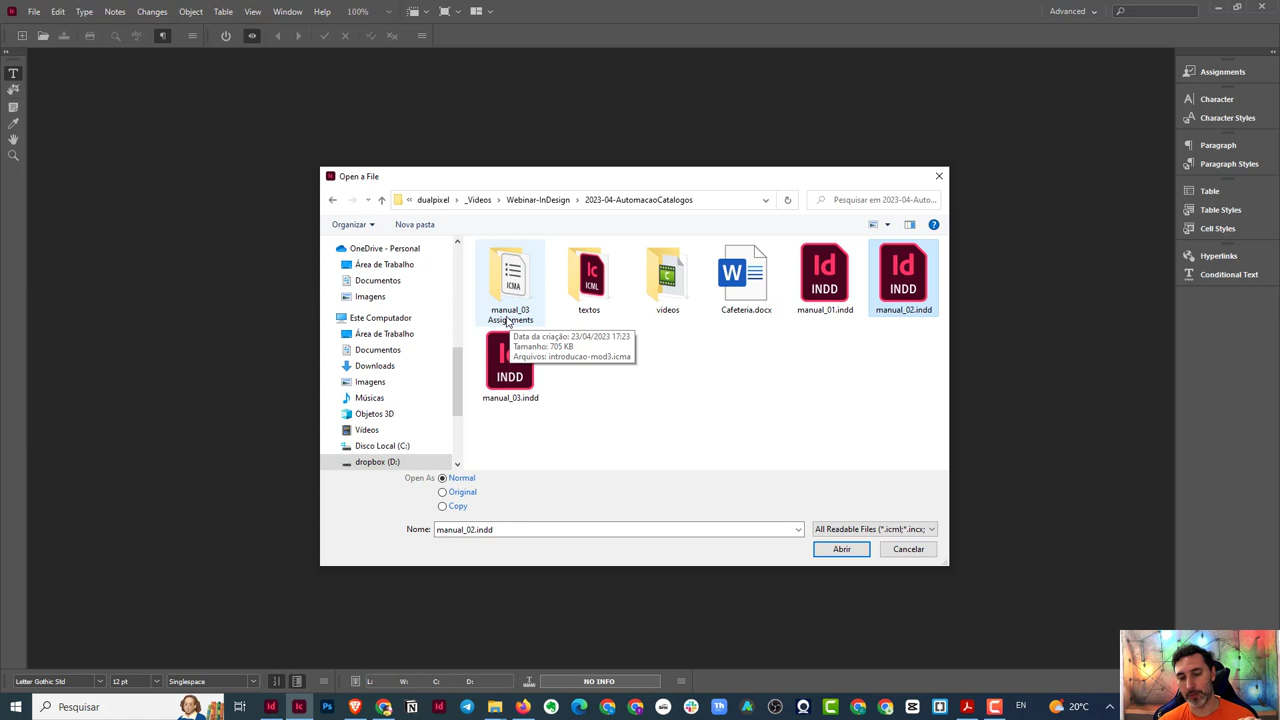 File Edit Type Notes Changes Object Table View Window Help 100% Advanced
Assignments
Character
Character Styles
Paragraph
Paragraph Styles
Table
Table Styles
Cell Styles
Hyperlinks
Conditional Text
Open a File
« dualpixel > _Videos > Webinar-InDesign > 2023-04-AutomacaoCatalogos
Pesquisar em 2023-04-Auto...
Organizar Nova pasta
OneDrive - Personal
Área de Trabalho
Documentos
Imagens
Este Computador
Área de Trabalho
Documentos
Downloads
Imagens
Músicas
Objetos 3D
Vídeos
Disco Local (C:)
dropbox (D:)
ICMA
Ic
ICML
Id
INDD
Id
INDD
manual_03
Assignments
textos
videos
Cafeteria.docx
manual_01.indd
manual_02.indd
Data da criação: 23/04/2023 17:23
Tamanho: 705 KB
Arquivos: introducao-mod3.icma
INDD
manual_03.indd
Open As Normal
Original
Copy
Nome: manual_02.indd
All Readable Files (*.icml;*.incx;
Abrir Cancelar
Letter Gothic Std 12 pt Singlespace L: W: C: D: NO INFO
Pesquisar
20°C EN